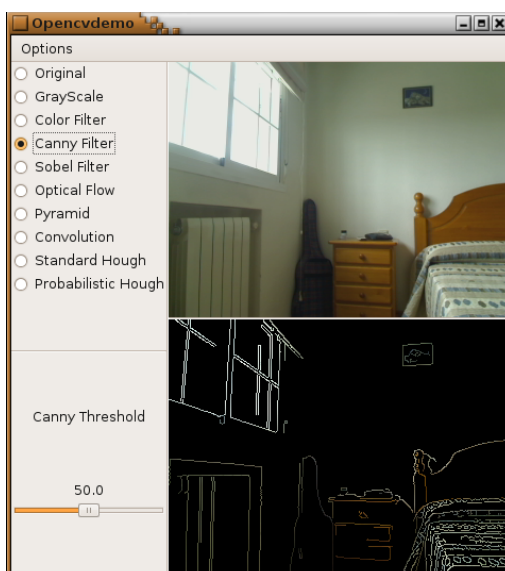 Opencvdemo
Options
Original
GrayScale
Color Filter
Canny Filter
Sobel Filter
Optical Flow
Pyramid
Convolution
Standard Hough
Probabilistic Hough
Canny Threshold
50.0